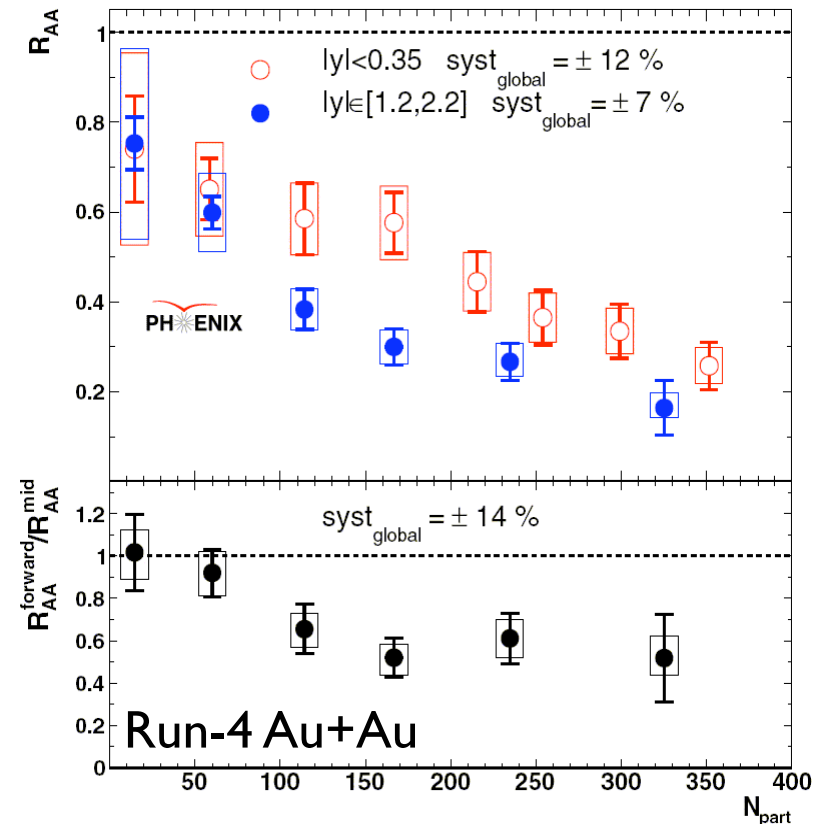 R_AA
1
0.8
0.6
0.4
0.2
|y|<0.35 syst_global = ± 12 %
|y|∈[1.2,2.2] syst_global = ± 7 %
PHENIX
R_AA^forward/R_AA^mid
1.2
1
0.8
0.6
0.4
0.2
0
syst_global = ± 14 %
Run-4 Au+Au
50 100 150 200 250 300 350 400
N_part